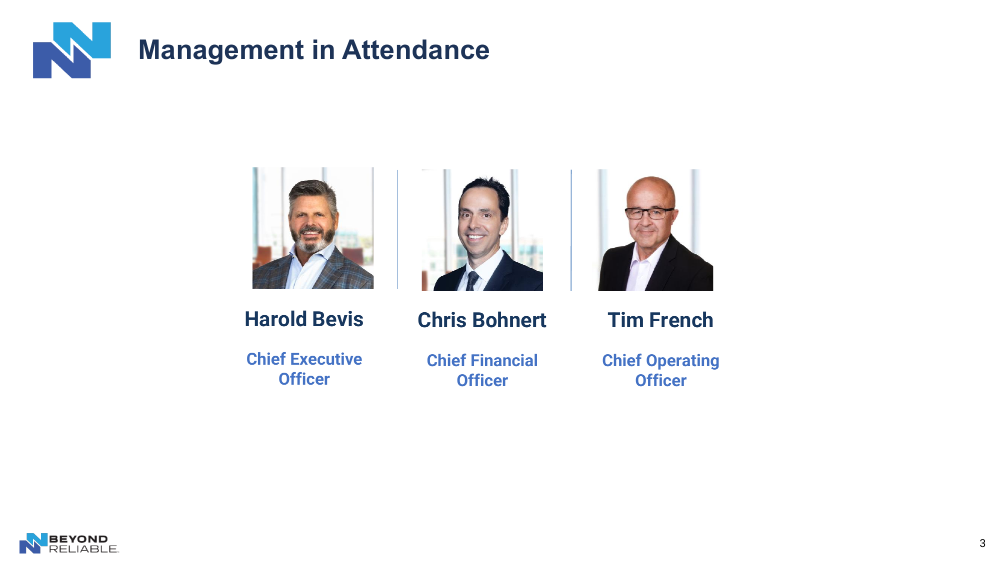 Management in Attendance
Harold Bevis
Chief Executive
Officer
Chris Bohnert
Chief Financial
Officer
Tim French
Chief Operating
Officer
BEYOND
RELIABLE
3